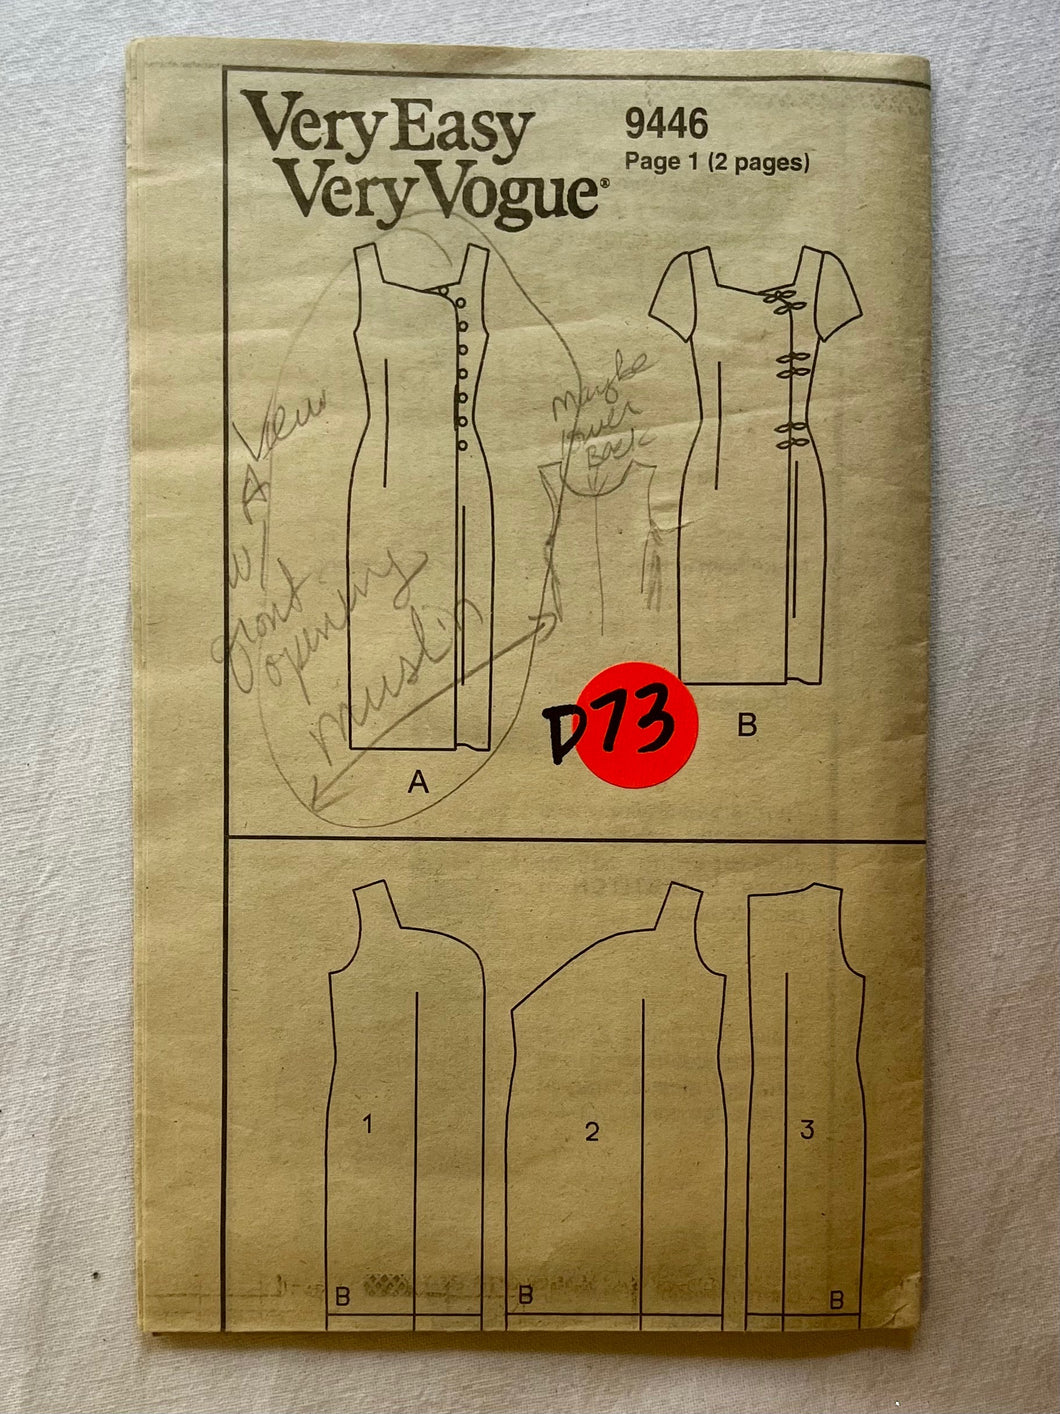 Very Easy
Very Vogue®
9446
Page 1 (2 pages)
View
A
w/
front
opening
muslin
Maybe
lower
Back
D73
A
B
1
2
3
B
B
B